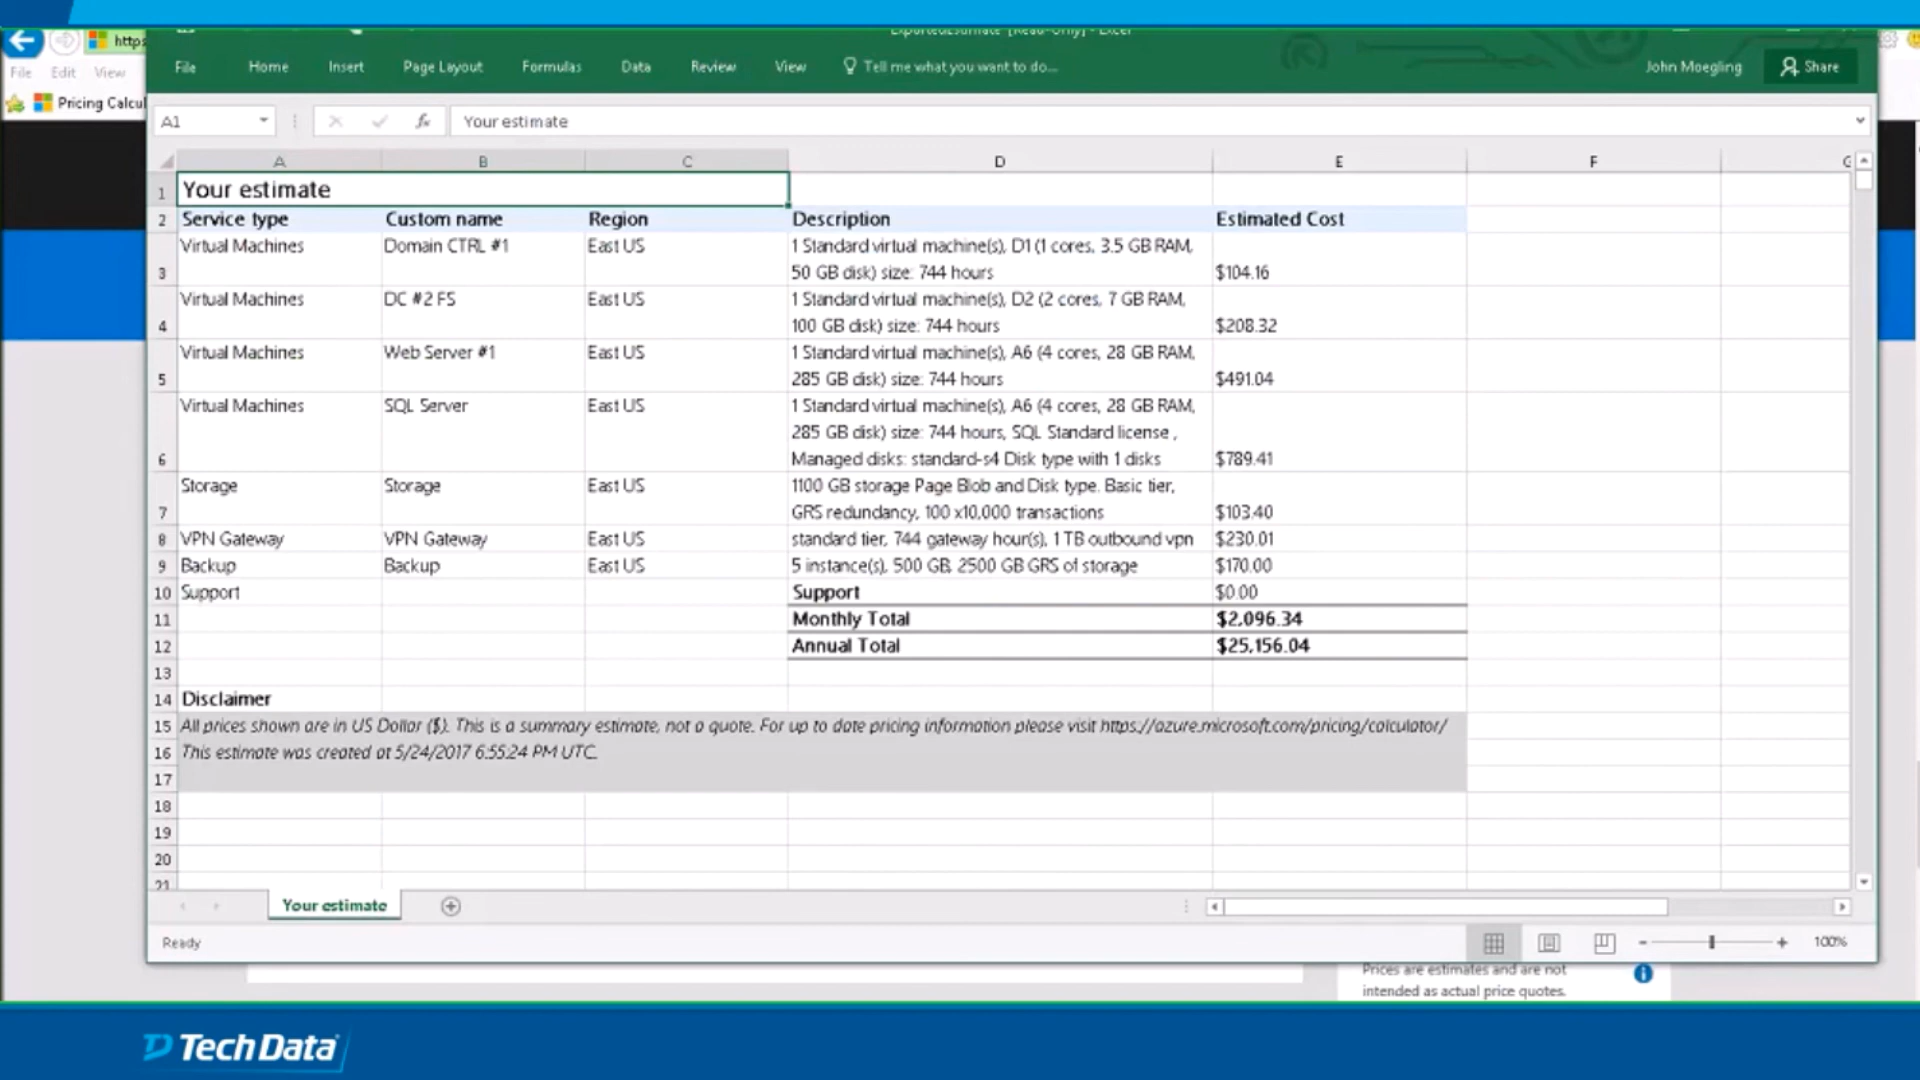 https
ExportedEstimate [Read-Only] - Excel
File Edit View
File Home Insert Page Layout Formulas Data Review View Tell me what you want to do... John Moegling Share
Pricing Calcul
A1 fx Your estimate
A B C D E F G
1 Your estimate
2 Service type Custom name Region Description Estimated Cost
Virtual Machines Domain CTRL #1 East US 1 Standard virtual machine(s), D1 (1 cores, 3.5 GB RAM,
3 50 GB disk) size: 744 hours $104.16
Virtual Machines DC #2 FS East US 1 Standard virtual machine(s), D2 (2 cores, 7 GB RAM,
4 100 GB disk) size: 744 hours $208.32
Virtual Machines Web Server #1 East US 1 Standard virtual machine(s), A6 (4 cores, 28 GB RAM,
5 285 GB disk) size: 744 hours $491.04
Virtual Machines SQL Server East US 1 Standard virtual machine(s), A6 (4 cores, 28 GB RAM,
285 GB disk) size: 744 hours, SQL Standard license ,
6 Managed disks: standard-s4 Disk type with 1 disks $789.41
Storage Storage East US 1100 GB storage Page Blob and Disk type. Basic tier,
7 GRS redundancy, 100 x10,000 transactions $103.40
8 VPN Gateway VPN Gateway East US standard tier, 744 gateway hour(s), 1 TB outbound vpn $230.01
9 Backup Backup East US 5 instance(s), 500 GB, 2500 GB GRS of storage $170.00
10 Support Support $0.00
11 Monthly Total $2,096.34
12 Annual Total $25,156.04
13
14 Disclaimer
15 All prices shown are in US Dollar ($). This is a summary estimate, not a quote. For up to date pricing information please visit https://azure.microsoft.com/pricing/calculator/
16 This estimate was created at 5/24/2017 6:55:24 PM UTC.
17
18
19
20
21
Your estimate
Ready 100%
Prices are estimates and are not
intended as actual price quotes.
Tech Data